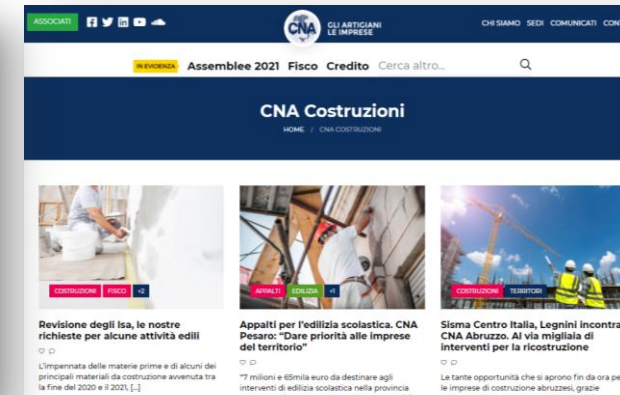 ASSOCIATI
CNA
GLI ARTIGIANI
LE IMPRESE
CHI SIAMO SEDI COMUNICATI
IN EVIDENZA Assemblee 2021 Fisco Credito Cerca altro...
CNA Costruzioni
HOME / CNA COSTRUZIONI
COSTRUZIONI FISCO +2
Revisione degli Isa, le nostre
richieste per alcune attività edili
L'impennata delle materie prime e di alcuni dei
principali materiali da costruzione avvenuta tra
la fine del 2020 e il 2021, [...]
APPALTI EDILIZIA +1
Appalti per l'edilizia scolastica. CNA
Pesaro: "Dare priorità alle imprese
del territorio"
"7 milioni e 65mila euro da destinare agli
interventi di edilizia scolastica nella provincia
COSTRUZIONI TERRITORI
Sisma Centro Italia, Legnini incontra
CNA Abruzzo. Al via migliaia di
interventi per la ricostruzione
Le tante opportunità che si aprono fin da ora per
le imprese di costruzione abruzzesi, grazie